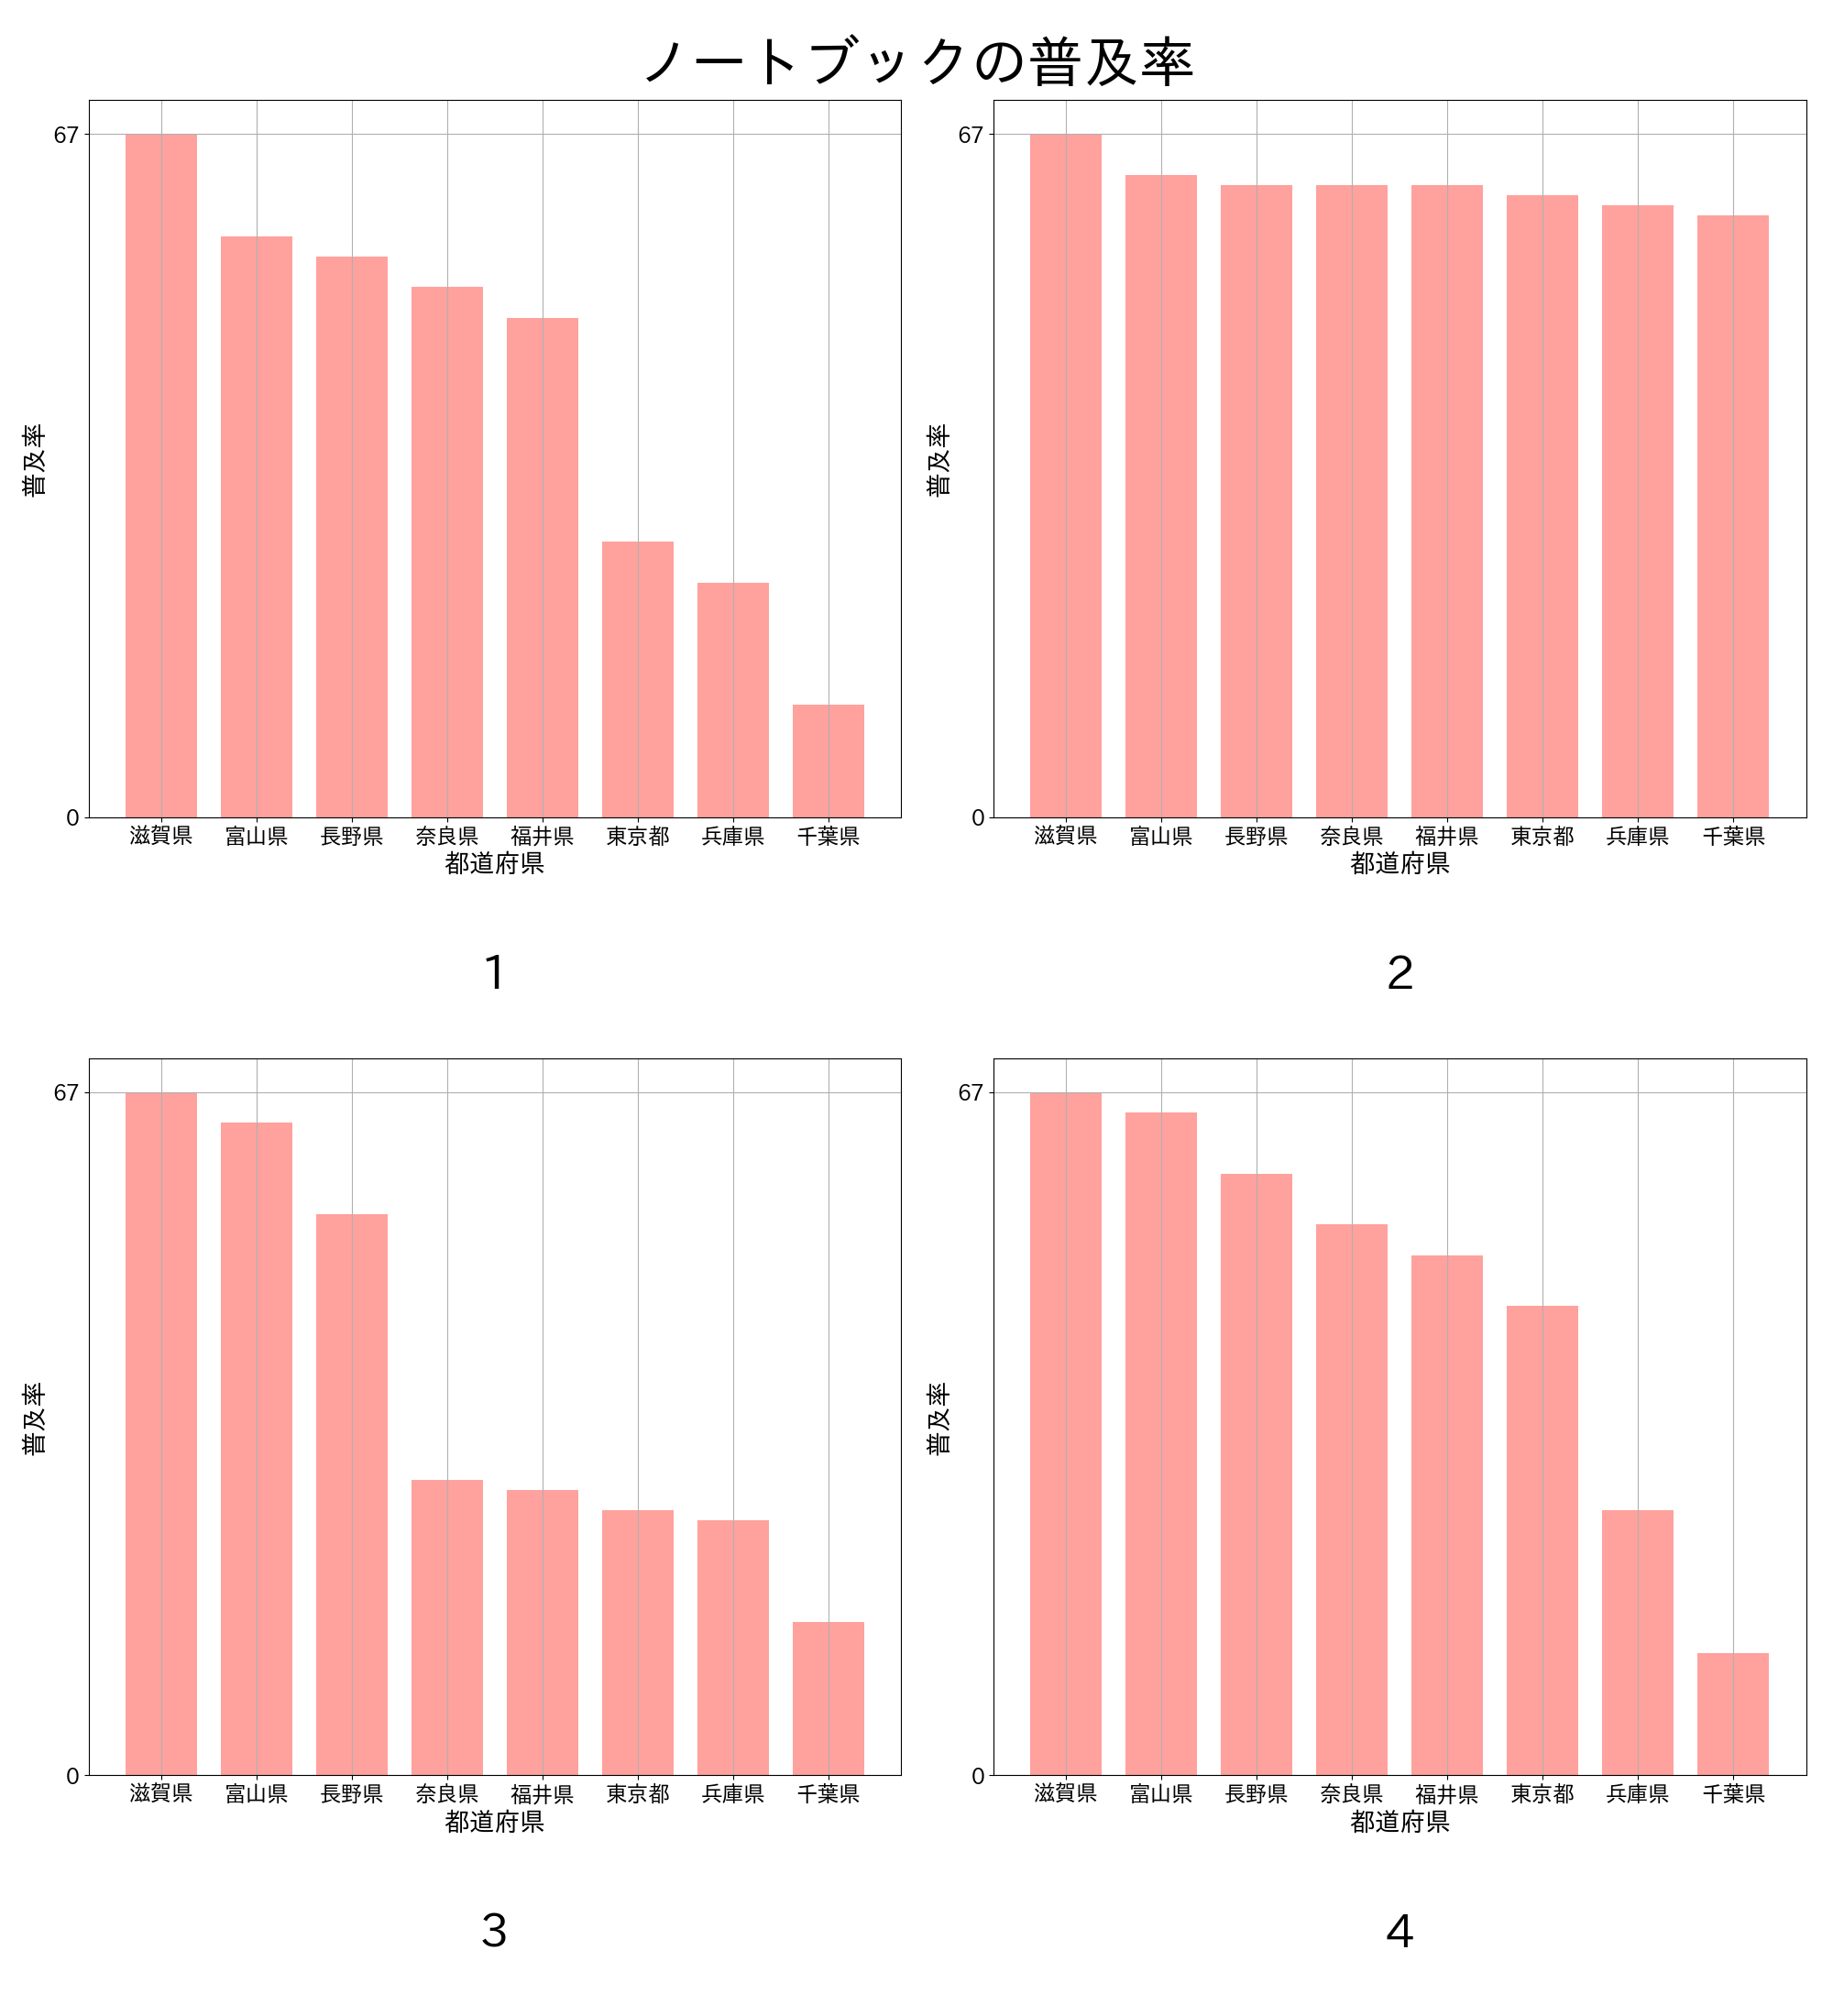 ノートブックの普及率
67
0
普及率
滋賀県 富山県 長野県 奈良県 福井県 東京都 兵庫県 千葉県
都道府県
1
67
0
普及率
滋賀県 富山県 長野県 奈良県 福井県 東京都 兵庫県 千葉県
都道府県
2
67
0
普及率
滋賀県 富山県 長野県 奈良県 福井県 東京都 兵庫県 千葉県
都道府県
3
67
0
普及率
滋賀県 富山県 長野県 奈良県 福井県 東京都 兵庫県 千葉県
都道府県
4